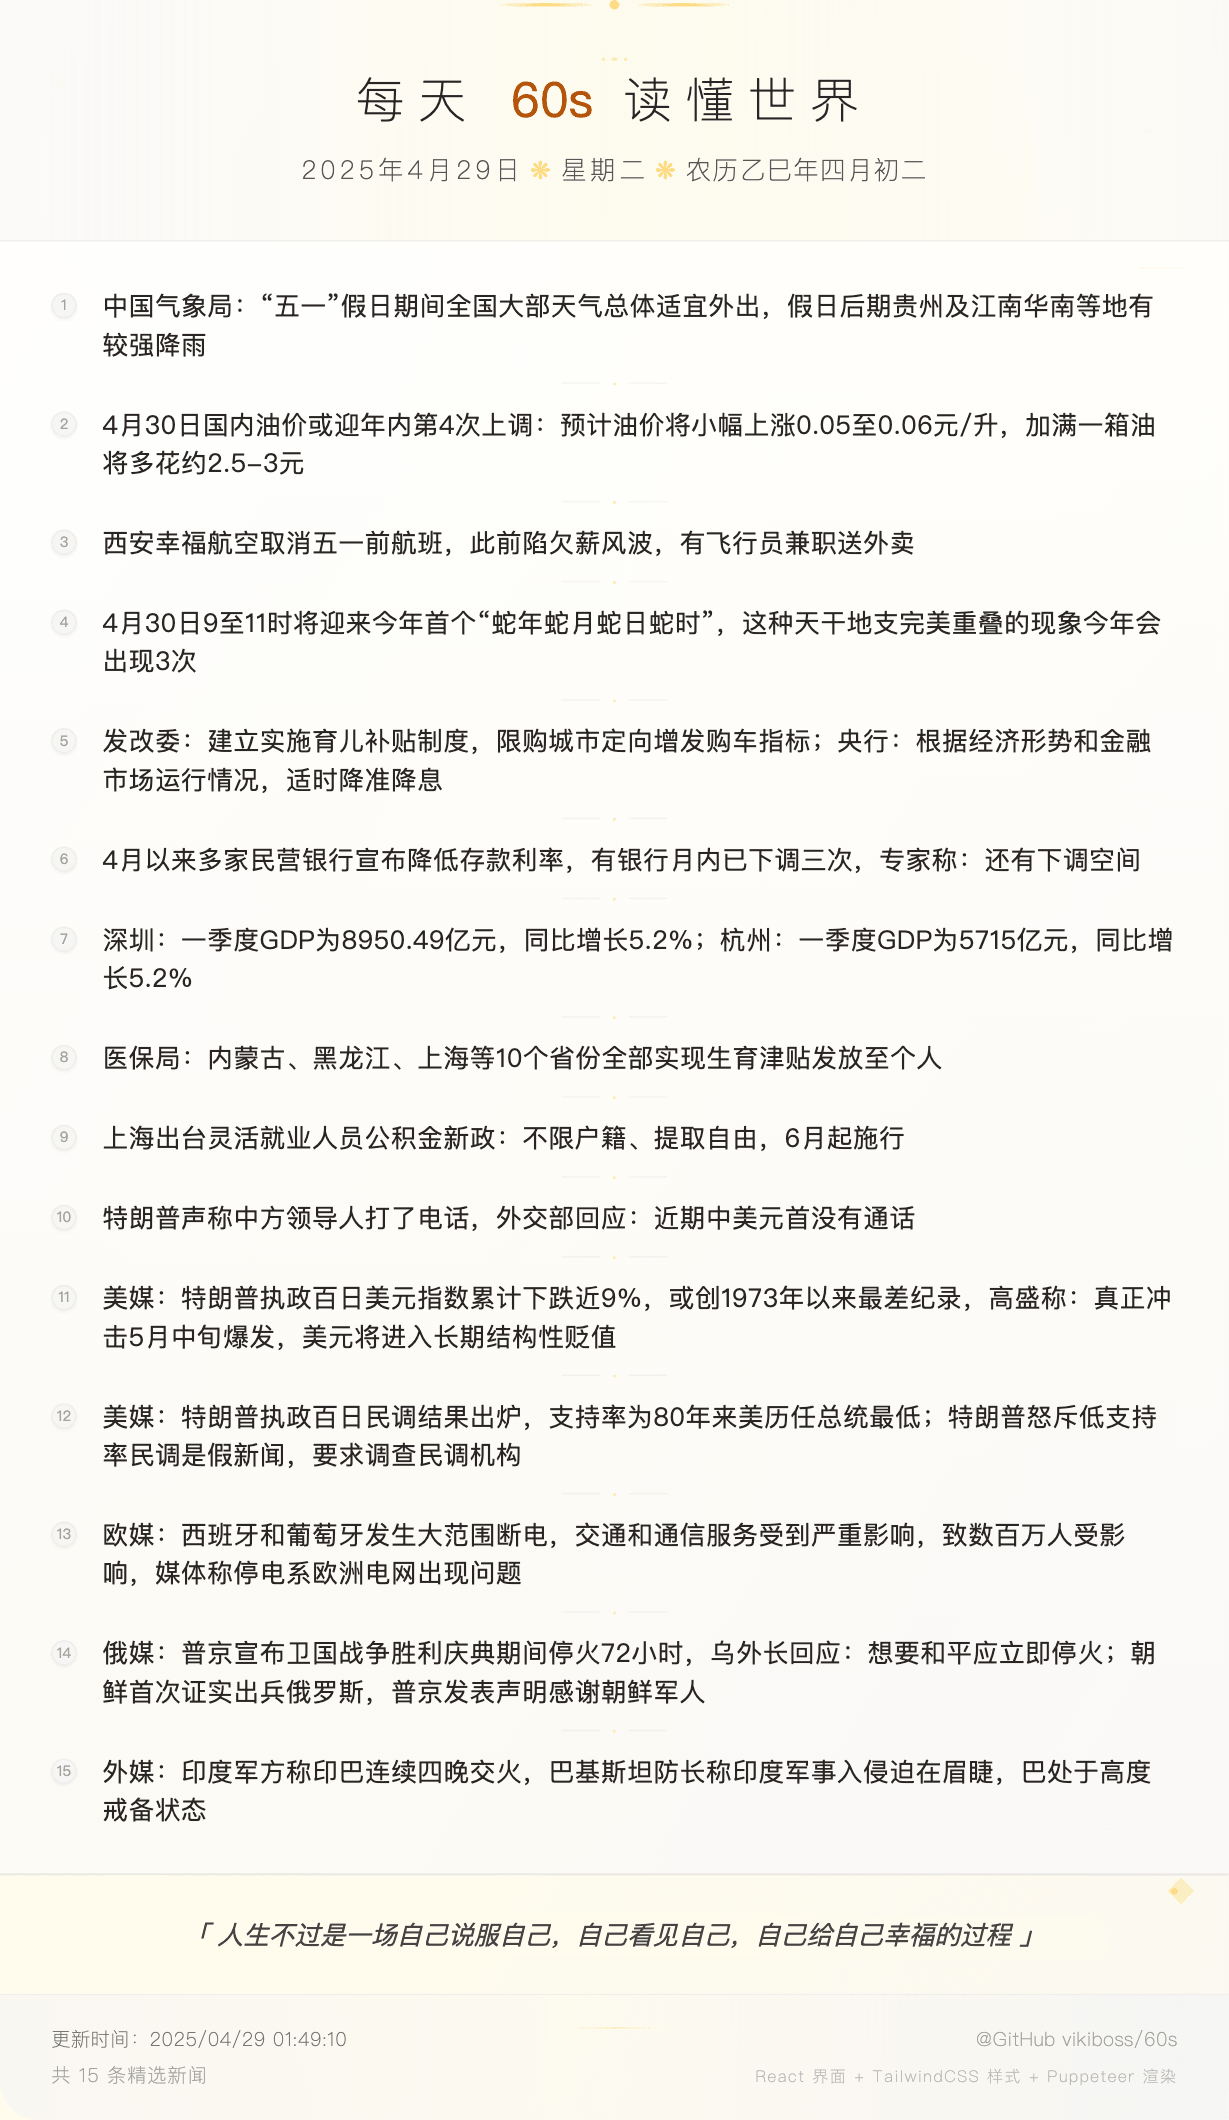 每天 60s 读懂世界
2025年4月29日 ❋ 星期二 ❋ 农历乙巳年四月初二
1 中国气象局：“五一”假日期间全国大部天气总体适宜外出，假日后期贵州及江南华南等地有
较强降雨
2 4月30日国内油价或迎年内第4次上调：预计油价将小幅上涨0.05至0.06元/升，加满一箱油
将多花约2.5–3元
3 西安幸福航空取消五一前航班，此前陷欠薪风波，有飞行员兼职送外卖
4 4月30日9至11时将迎来今年首个“蛇年蛇月蛇日蛇时”，这种天干地支完美重叠的现象今年会
出现3次
5 发改委：建立实施育儿补贴制度，限购城市定向增发购车指标；央行：根据经济形势和金融
市场运行情况，适时降准降息
6 4月以来多家民营银行宣布降低存款利率，有银行月内已下调三次，专家称：还有下调空间
7 深圳：一季度GDP为8950.49亿元，同比增长5.2%；杭州：一季度GDP为5715亿元，同比增
长5.2%
8 医保局：内蒙古、黑龙江、上海等10个省份全部实现生育津贴发放至个人
9 上海出台灵活就业人员公积金新政：不限户籍、提取自由，6月起施行
10 特朗普声称中方领导人打了电话，外交部回应：近期中美元首没有通话
11 美媒：特朗普执政百日美元指数累计下跌近9%，或创1973年以来最差纪录，高盛称：真正冲
击5月中旬爆发，美元将进入长期结构性贬值
12 美媒：特朗普执政百日民调结果出炉，支持率为80年来美历任总统最低；特朗普怒斥低支持
率民调是假新闻，要求调查民调机构
13 欧媒：西班牙和葡萄牙发生大范围断电，交通和通信服务受到严重影响，致数百万人受影
响，媒体称停电系欧洲电网出现问题
14 俄媒：普京宣布卫国战争胜利庆典期间停火72小时，乌外长回应：想要和平应立即停火；朝
鲜首次证实出兵俄罗斯，普京发表声明感谢朝鲜军人
15 外媒：印度军方称印巴连续四晚交火，巴基斯坦防长称印度军事入侵迫在眉睫，巴处于高度
戒备状态
「 人生不过是一场自己说服自己，自己看见自己，自己给自己幸福的过程 」
更新时间：2025/04/29 01:49:10
@GitHub vikiboss/60s
共 15 条精选新闻
React 界面 + TailwindCSS 样式 + Puppeteer 渲染